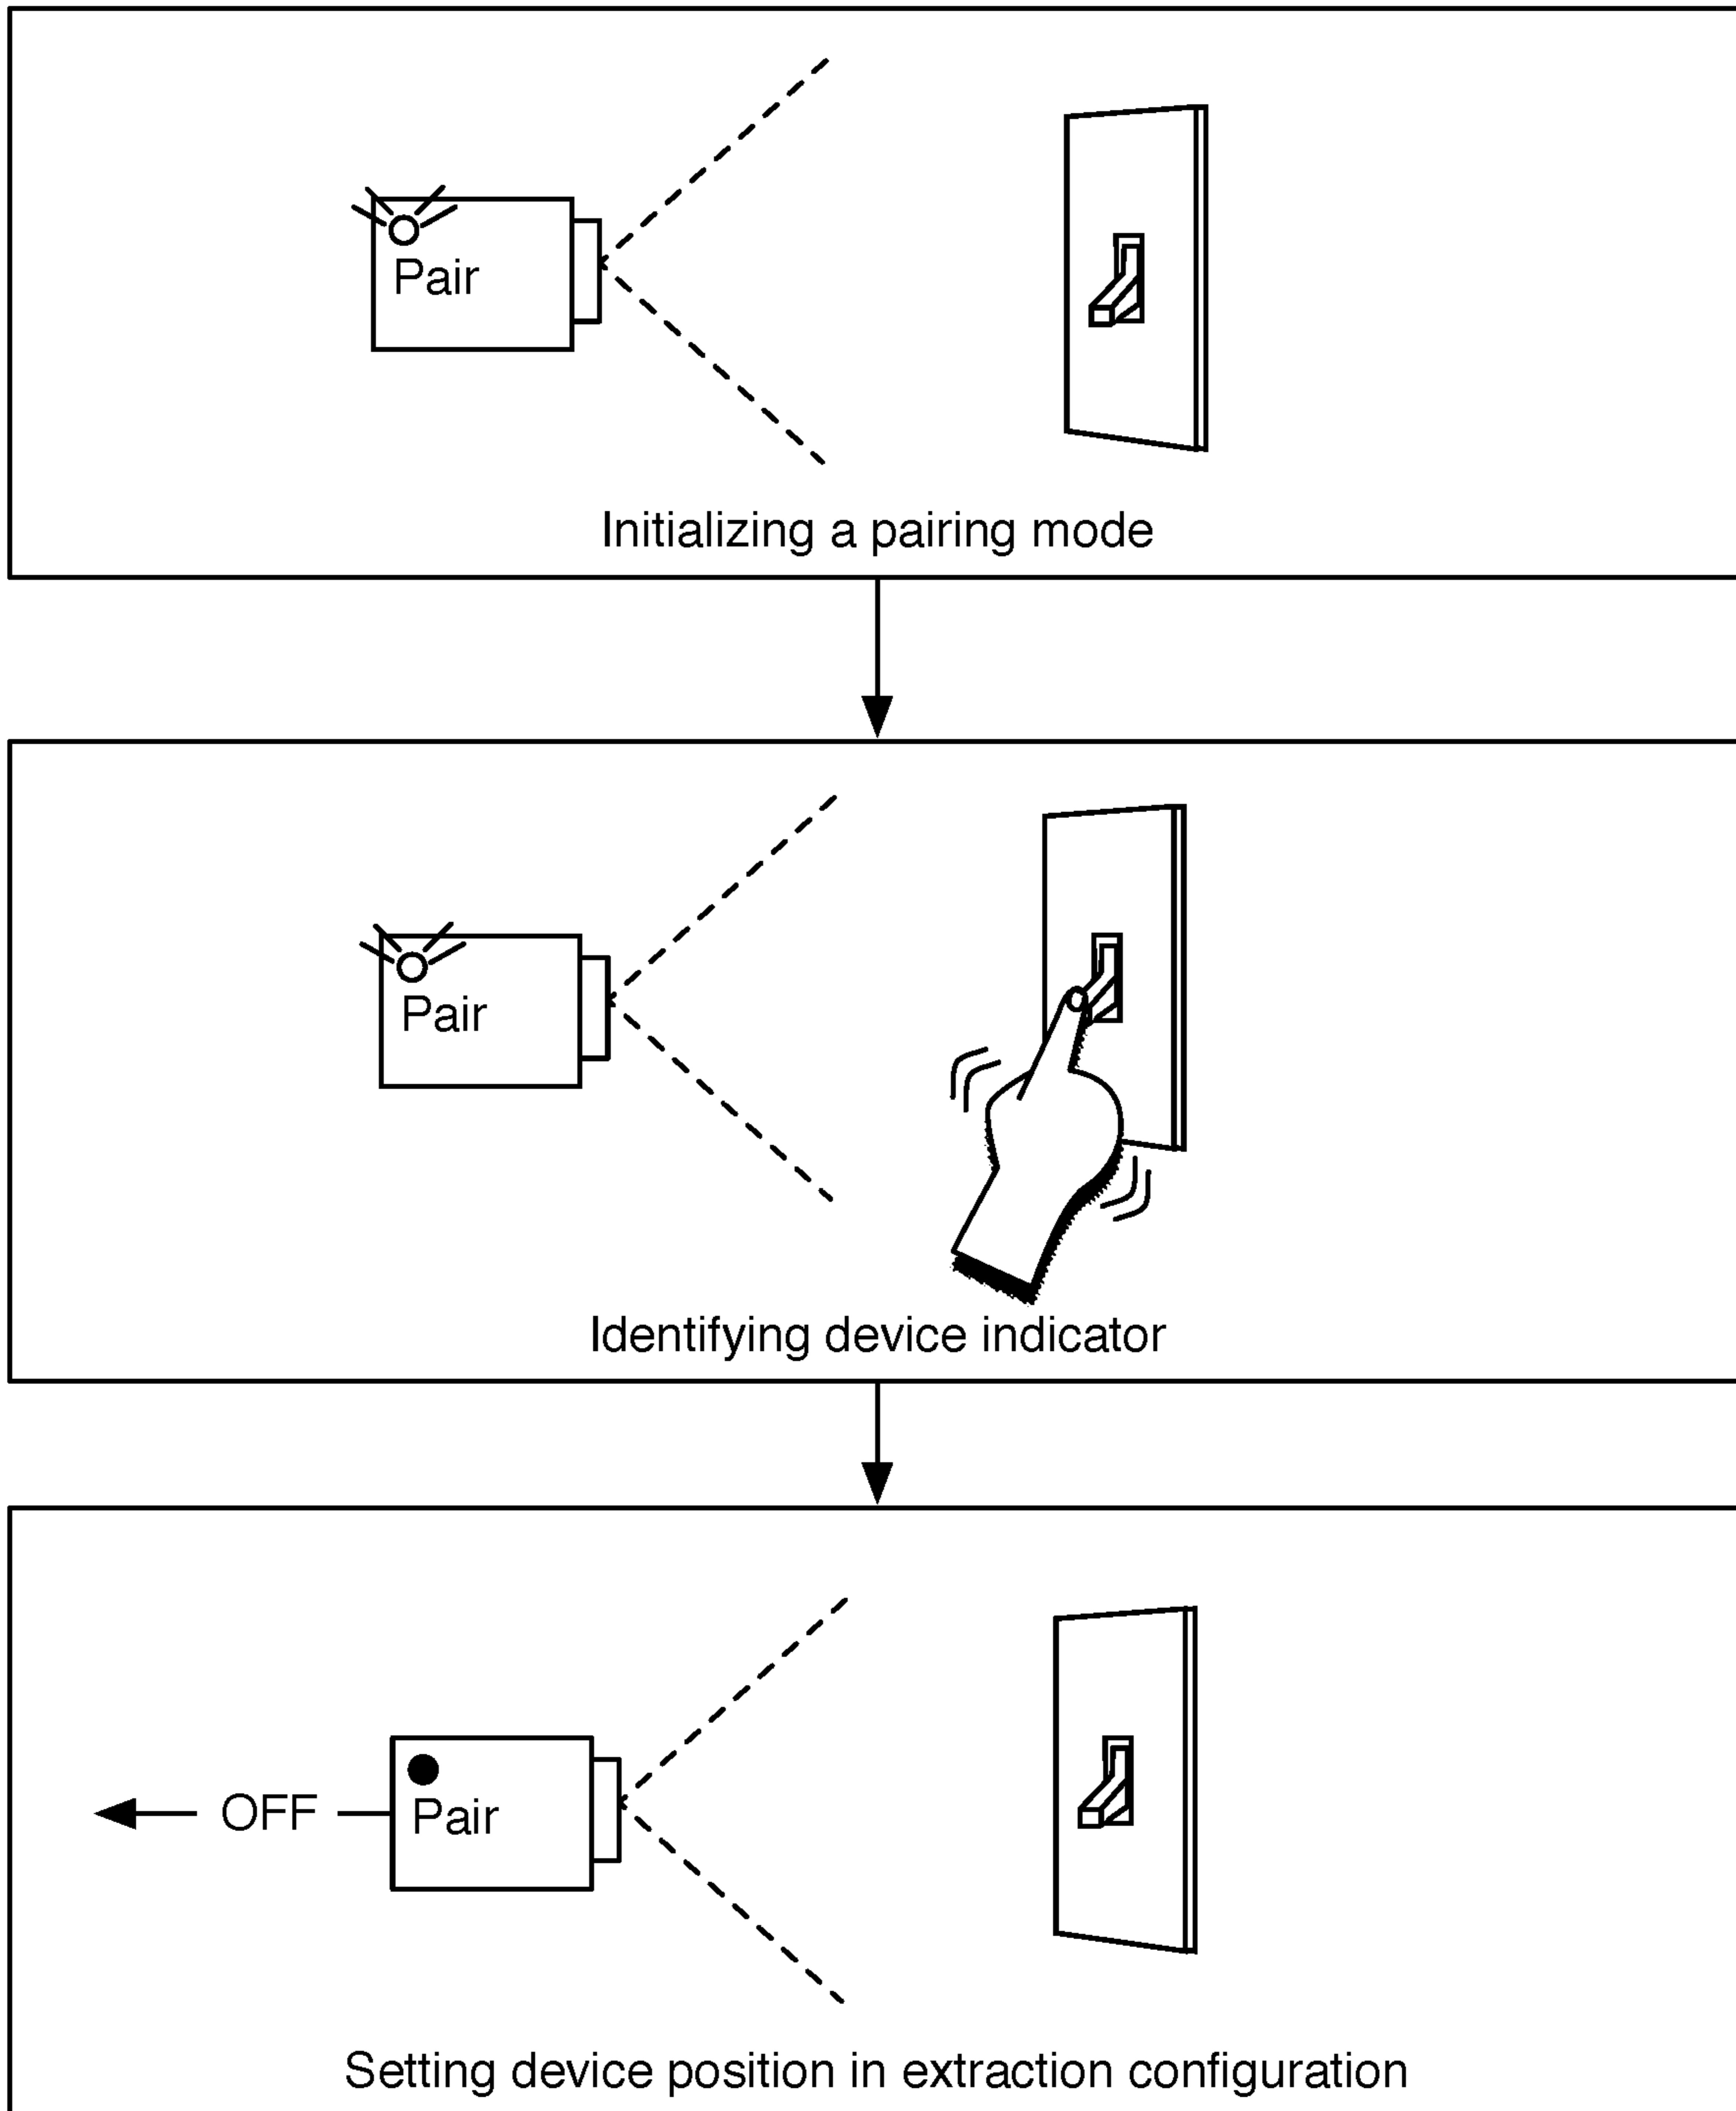 Pair
Initializing a pairing mode
Pair
Identifying device indicator
OFF
Pair
Setting device position in extraction configuration